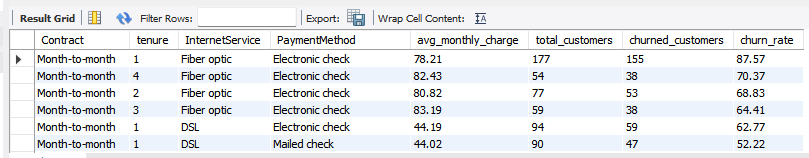 Result Grid Filter Rows: Export: Wrap Cell Content:
Contract tenure InternetService PaymentMethod avg_monthly_charge total_customers churned_customers churn_rate
Month-to-month 1 Fiber optic Electronic check 78.21 177 155 87.57
Month-to-month 4 Fiber optic Electronic check 82.43 54 38 70.37
Month-to-month 2 Fiber optic Electronic check 80.82 77 53 68.83
Month-to-month 3 Fiber optic Electronic check 83.19 59 38 64.41
Month-to-month 1 DSL Electronic check 44.19 94 59 62.77
Month-to-month 1 DSL Mailed check 44.02 90 47 52.22